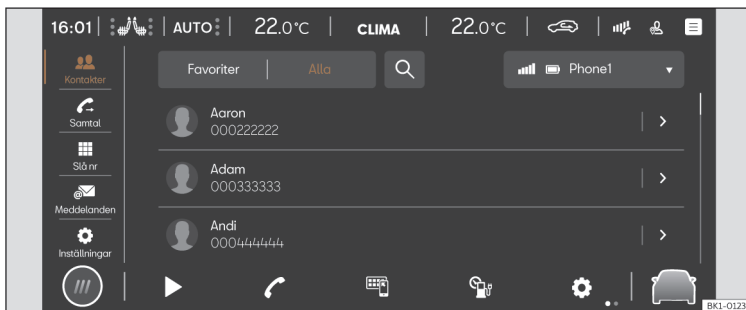 16:01 AUTO 22.0°C CLIMA 22.0°C
Kontakter
Samtal
Slå nr
Meddelanden
Inställningar
Favoriter Alla
Phone1
Aaron
000222222
Adam
000333333
Andi
000444444
BK1-0123